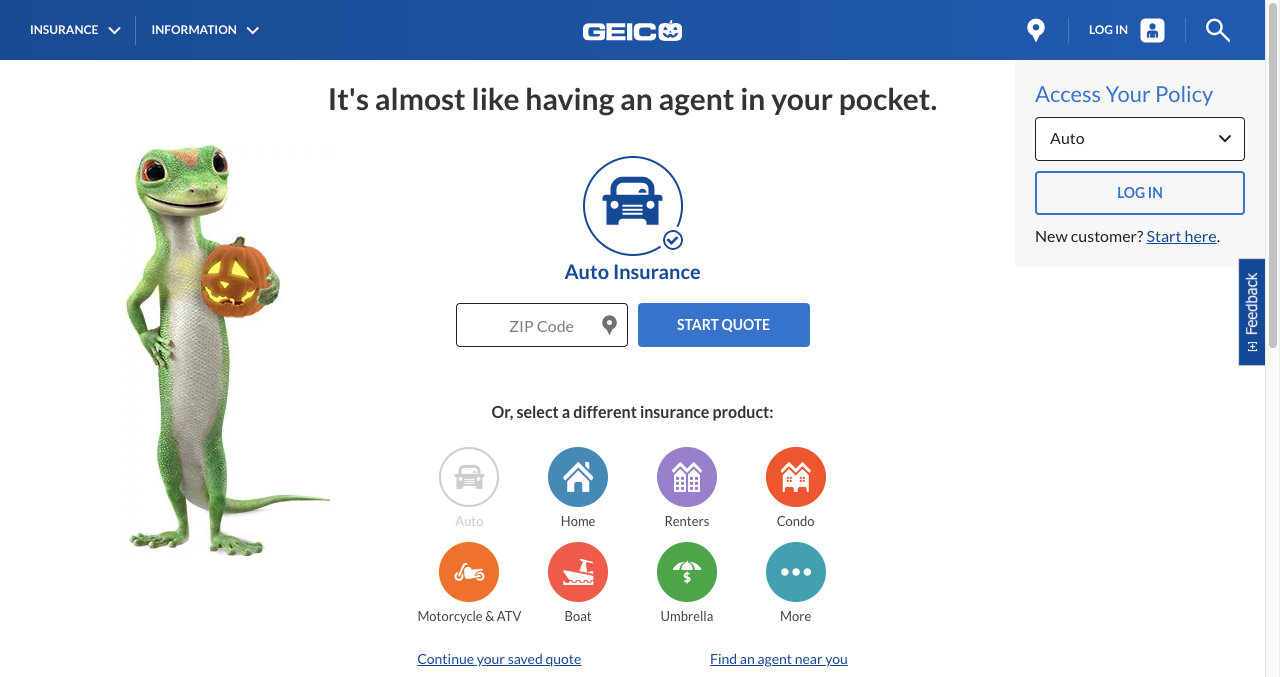 INSURANCE
INFORMATION
GEICO
LOG IN
It's almost like having an agent in your pocket.
Access Your Policy
Auto
LOG IN
New customer? Start here.
[+] Feedback
Auto Insurance
ZIP Code
START QUOTE
Or, select a different insurance product:
Auto
Home
Renters
Condo
$
Motorcycle & ATV
Boat
Umbrella
More
Continue your saved quote
Find an agent near you